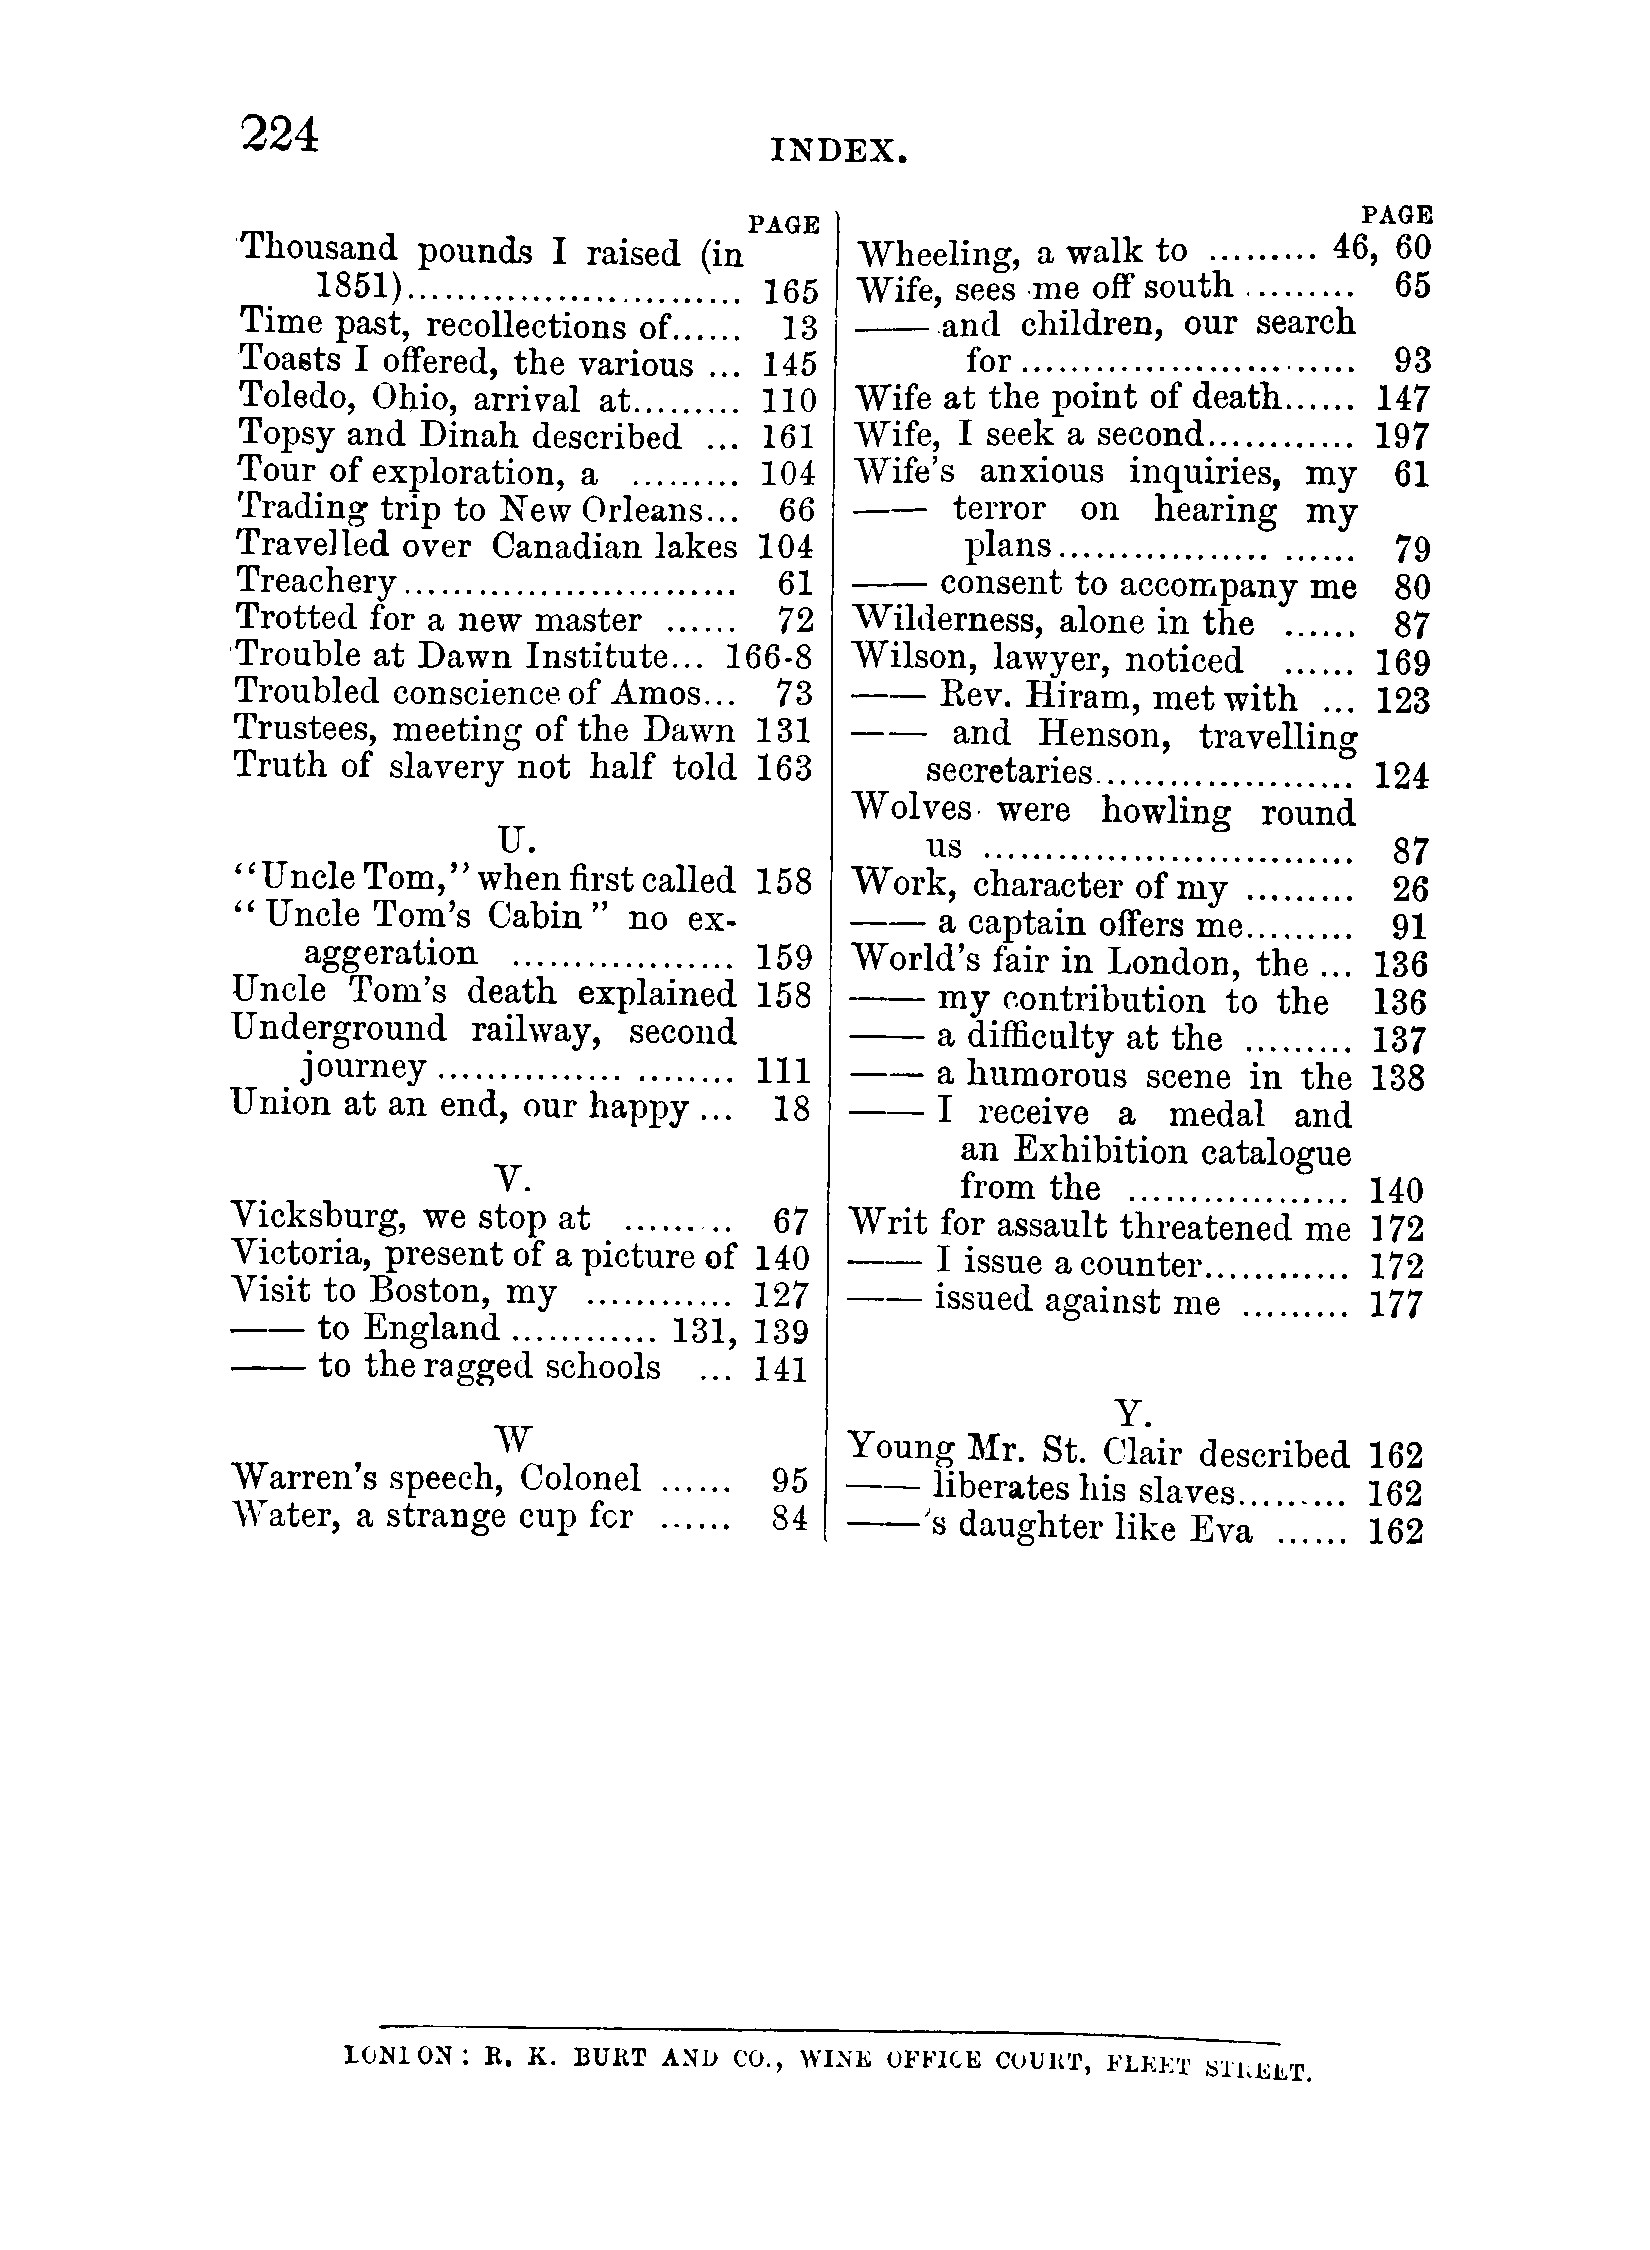 224
INDEX.
PAGE
Thousand pounds I raised (in
1851)........................... 165
Time past, recollections of...... 13
Toasts I offered, the various ... 145
Toledo, Ohio, arrival at......... 110
Topsy and Dinah described ... 161
Tour of exploration, a ......... 104
Trading trip to New Orleans... 66
Travelled over Canadian lakes 104
Treachery........................... 61
Trotted for a new master ...... 72
Trouble at Dawn Institute... 166-8
Troubled conscience of Amos... 73
Trustees, meeting of the Dawn 131
Truth of slavery not half told 163
U.
“Uncle Tom,” when first called 158
“Uncle Tom’s Cabin” no ex-
aggeration .................. 159
Uncle Tom’s death explained 158
Underground railway, second
journey ........................ 111
Union at an end, our happy ... 18
V.
Vicksburg, we stop at ......... 67
Victoria, present of a picture of 140
Visit to Boston, my ............ 127
—— to England ............ 131, 139
—— to the ragged schools ... 141
W
Warren’s speech, Colonel ...... 95
Water, a strange cup for ...... 84
PAGE
Wheeling, a walk to ......... 46, 60
Wife, sees me off south ......... 65
—— and children, our search
for ........................... 93
Wife at the point of death...... 147
Wife, I seek a second............ 197
Wife’s anxious inquiries, my 61
—— terror on hearing my
plans........................ 79
—— consent to accompany me 80
Wilderness, alone in the ...... 87
Wilson, lawyer, noticed ...... 169
—— Rev. Hiram, met with ... 123
—— and Henson, travelling
secretaries..................... 124
Wolves were howling round
us .............................. 87
Work, character of my ......... 26
—— a captain offers me......... 91
World’s fair in London, the ... 136
—— my contribution to the 136
—— a difficulty at the ......... 137
—— a humorous scene in the 138
—— I receive a medal and
an Exhibition catalogue
from the .................. 140
Writ for assault threatened me 172
—— I issue a counter............ 172
—— issued against me ......... 177
Y.
Young Mr. St. Clair described 162
—— liberates his slaves......... 162
——’s daughter like Eva ...... 162
LONDON: R. K. BURT AND CO., WINE OFFICE COURT, FLEET STREET.